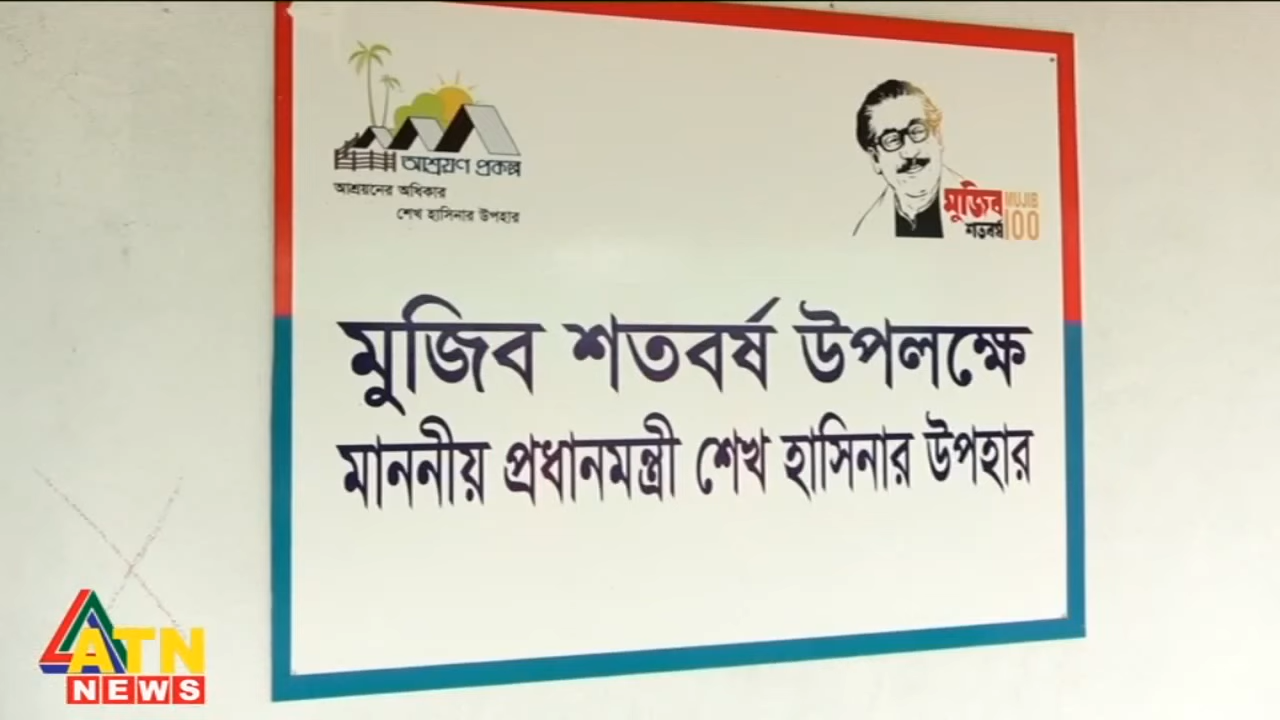 আশ্রয়ণ প্রকল্প
আশ্রয়নের অধিকার
শেখ হাসিনার উপহার
মুজিব MUJIB
শতবর্ষ 100
মুজিব শতবর্ষ উপলক্ষে
মাননীয় প্রধানমন্ত্রী শেখ হাসিনার উপহার
ATN
NEWS